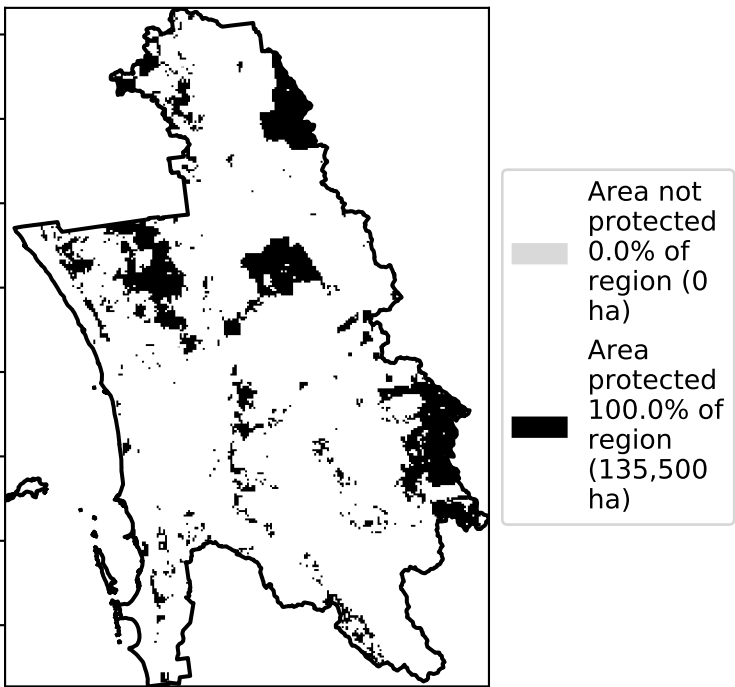 Area not
protected
0.0% of
region (0
ha)
Area
protected
100.0% of
region
(135,500
ha)